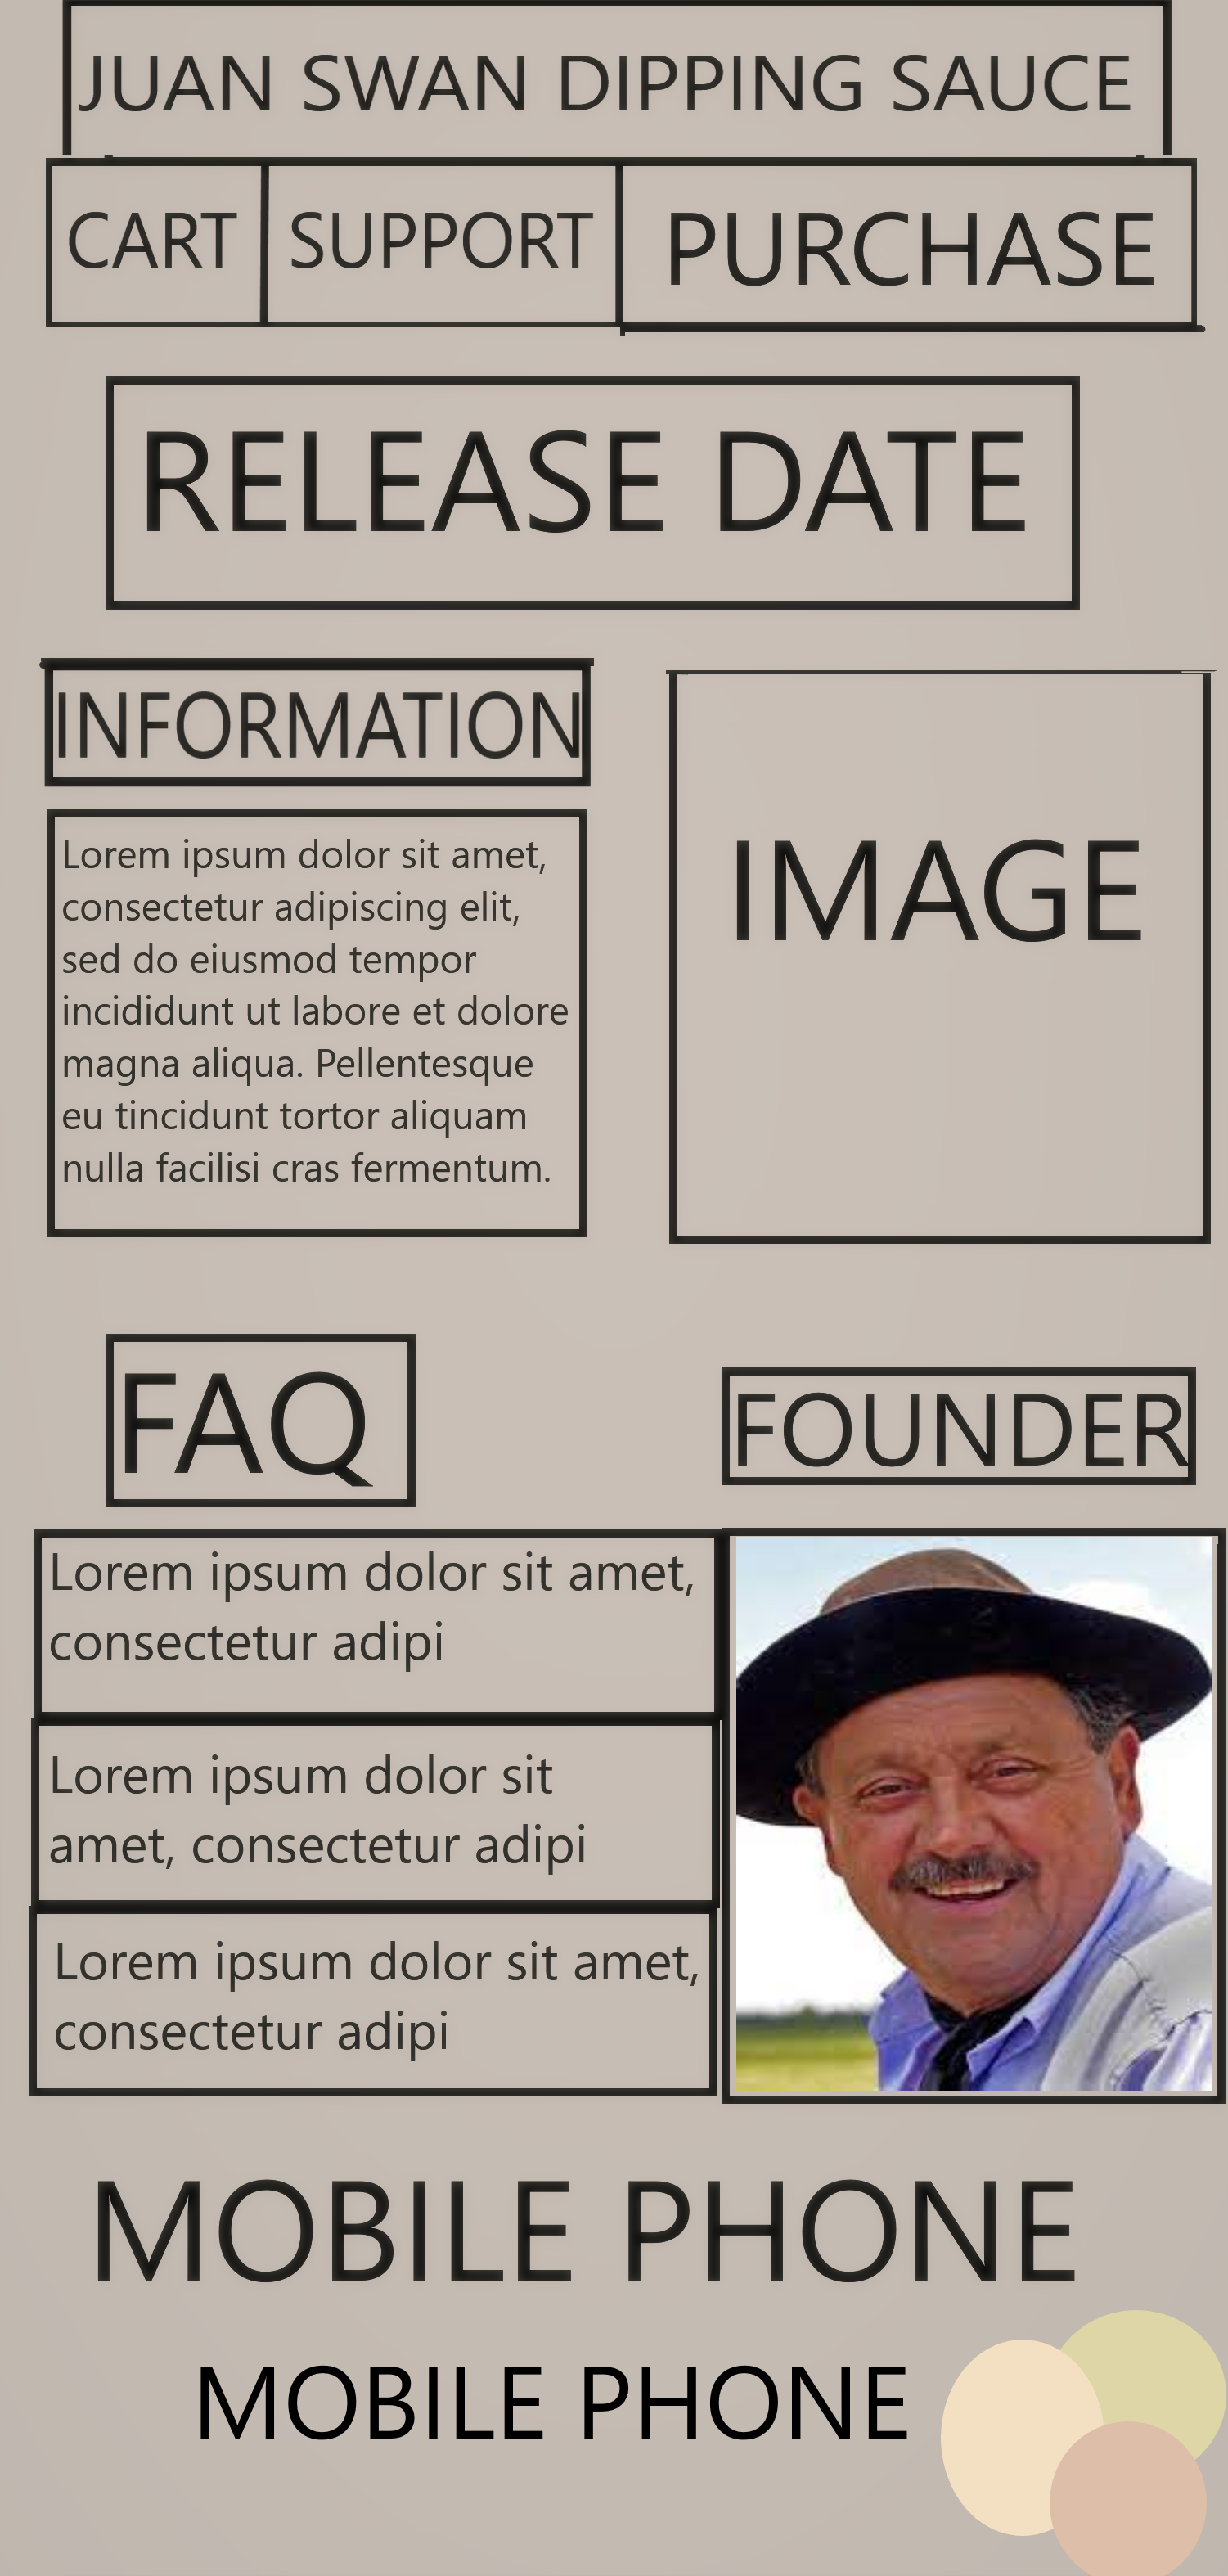 JUAN SWAN DIPPING SAUCE
CART SUPPORT PURCHASE
RELEASE DATE
INFORMATION
Lorem ipsum dolor sit amet,
consectetur adipiscing elit,
sed do eiusmod tempor
incididunt ut labore et dolore
magna aliqua. Pellentesque
eu tincidunt tortor aliquam
nulla facilisi cras fermentum.
IMAGE
FAQ
Lorem ipsum dolor sit amet,
consectetur adipi
Lorem ipsum dolor sit
amet, consectetur adipi
Lorem ipsum dolor sit amet,
consectetur adipi
FOUNDER
MOBILE PHONE
MOBILE PHONE